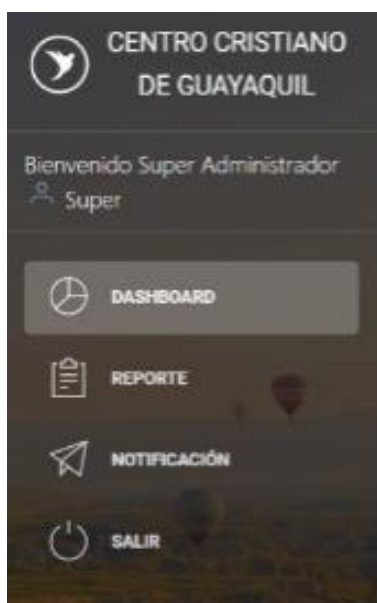 CENTRO CRISTIANO
DE GUAYAQUIL
Bienvenido Super Administrador
Super
DASHBOARD
REPORTE
NOTIFICACIÓN
SALIR